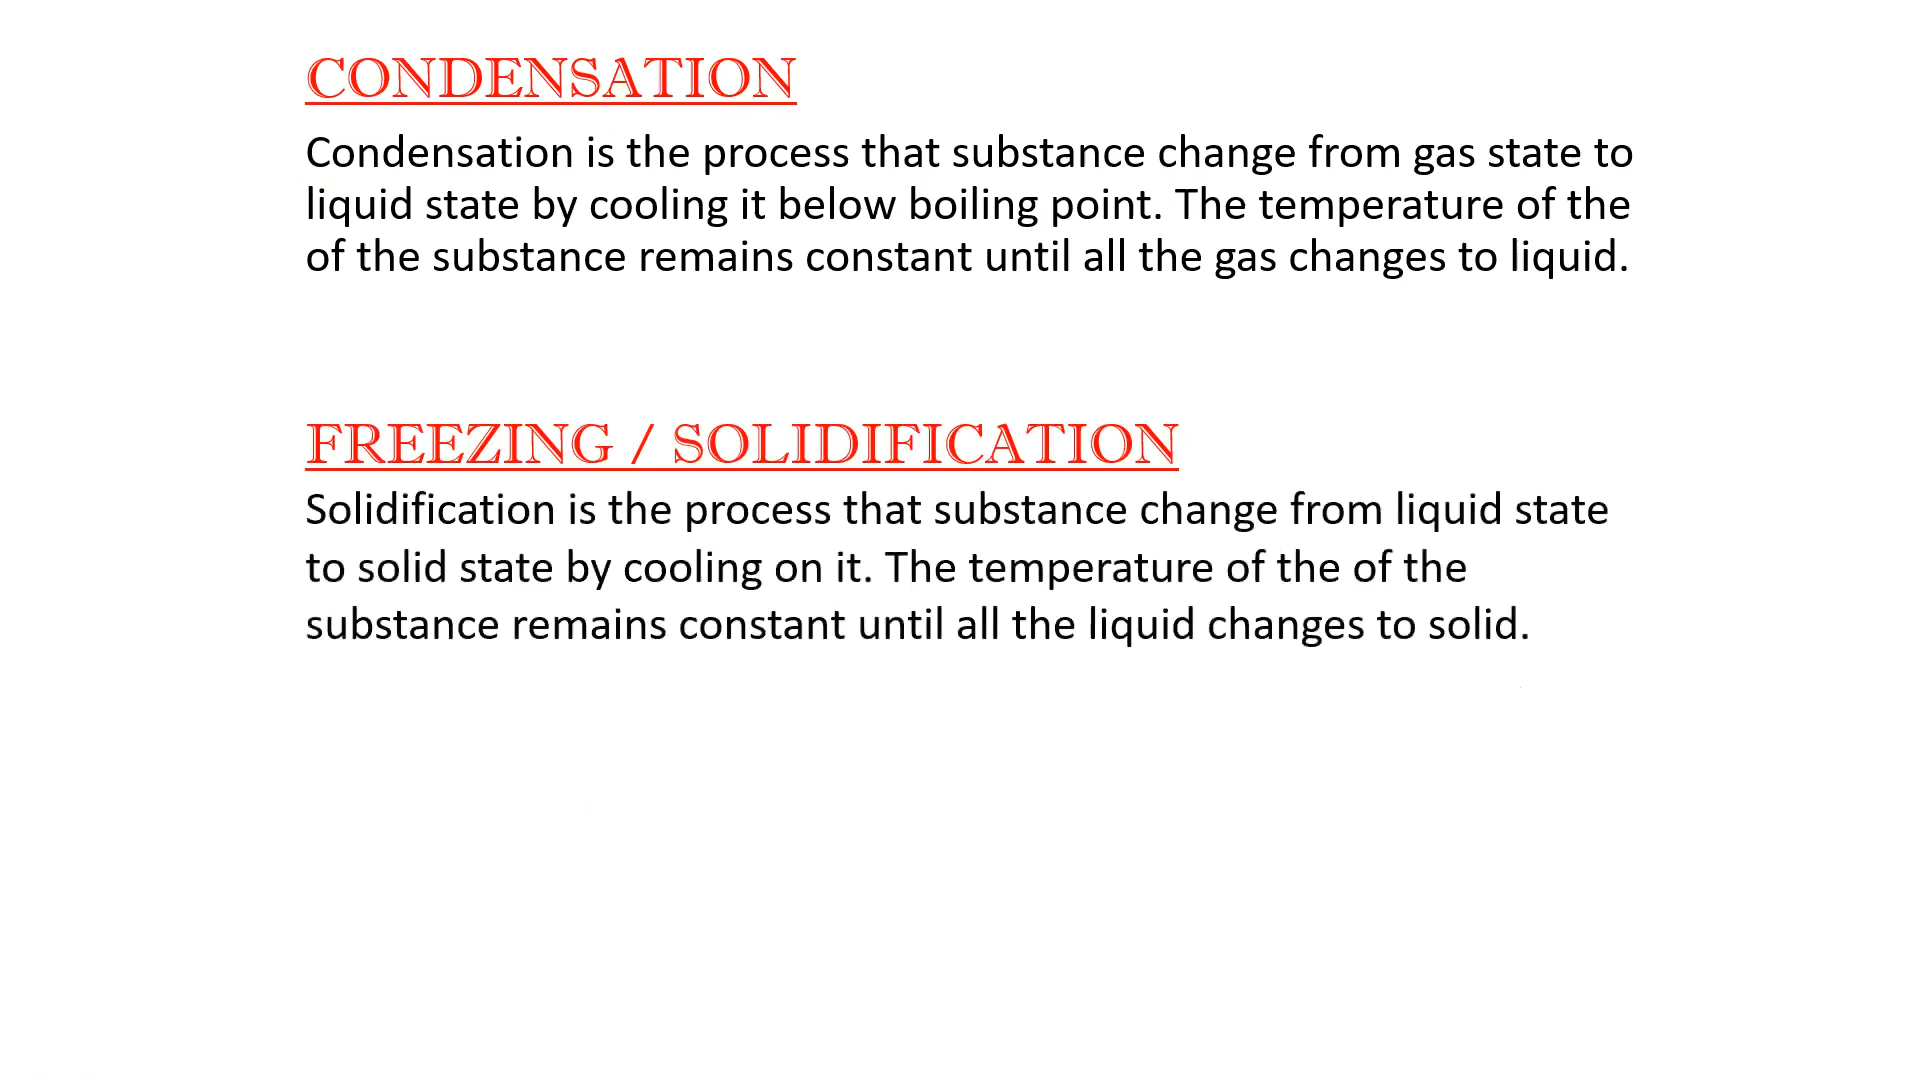 CONDENSATION
Condensation is the process that substance change from gas state to
liquid state by cooling it below boiling point. The temperature of the
of the substance remains constant until all the gas changes to liquid.
FREEZING / SOLIDIFICATION
Solidification is the process that substance change from liquid state
to solid state by cooling on it. The temperature of the of the
substance remains constant until all the liquid changes to solid.